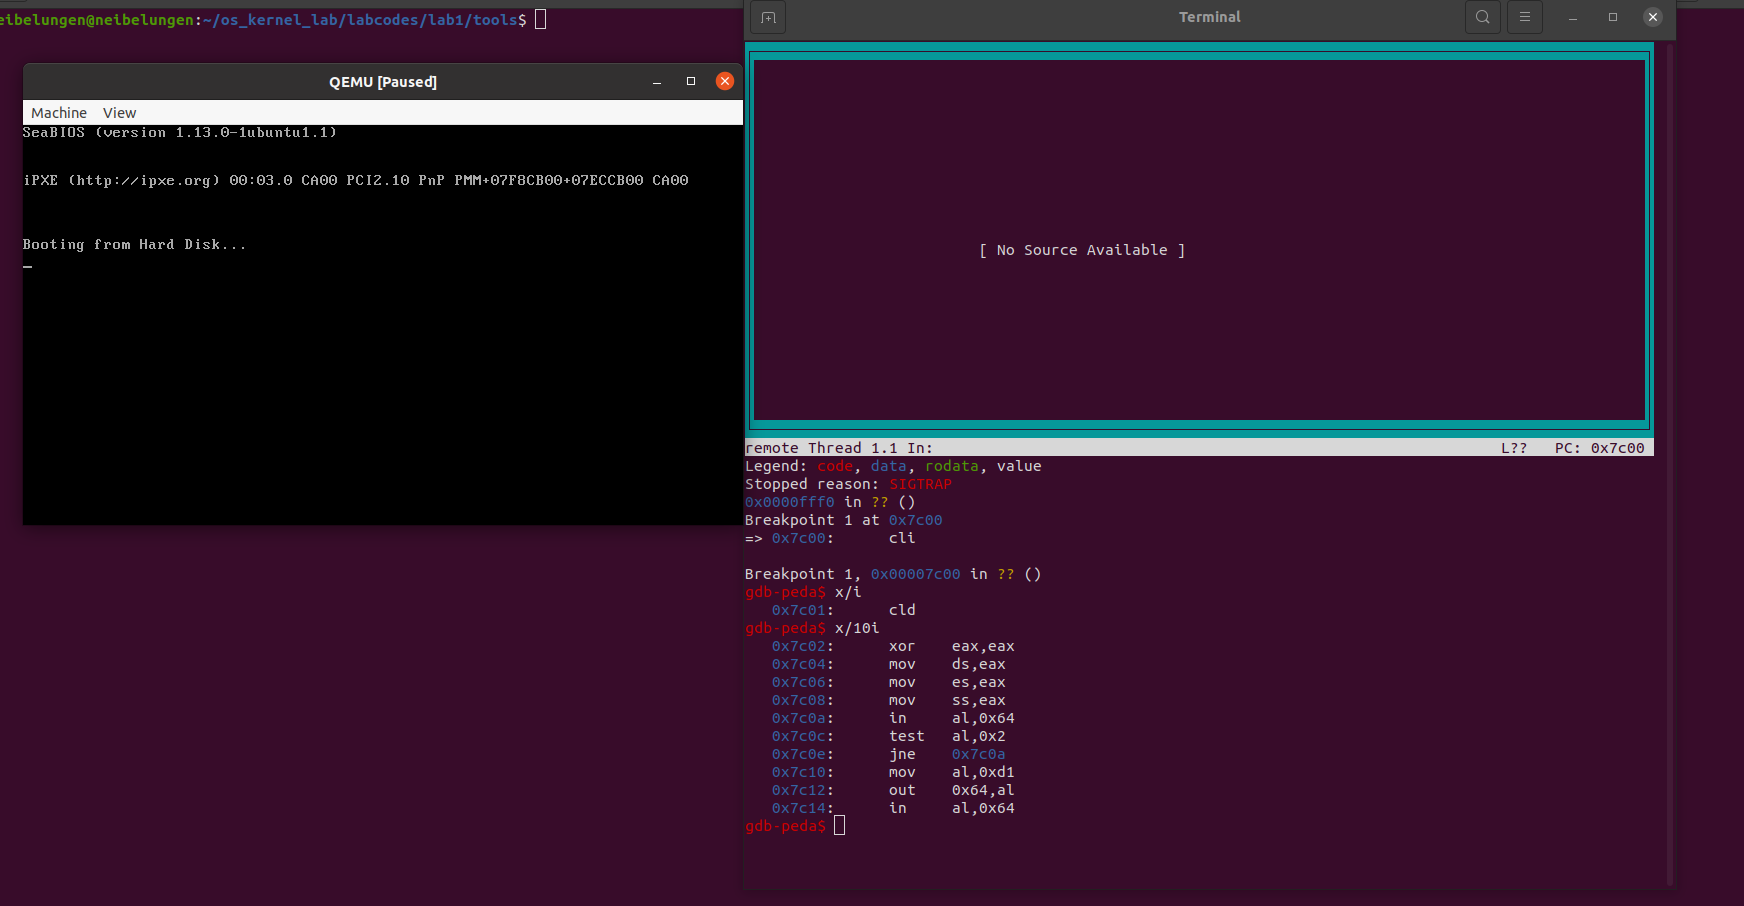 eibelungen@neibelungen:~/os_kernel_lab/labcodes/lab1/tools$
QEMU [Paused]
Machine View
SeaBIOS (version 1.13.0-1ubuntu1.1)
iPXE (http://ipxe.org) 00:03.0 CA00 PCI2.10 PnP PMM+07F8CB00+07ECCB00 CA00
Booting from Hard Disk...
Terminal
[ No Source Available ]
remote Thread 1.1 In: L?? PC: 0x7c00
Legend: code, data, rodata, value
Stopped reason: SIGTRAP
0x0000fff0 in ?? ()
Breakpoint 1 at 0x7c00
=> 0x7c00: cli
Breakpoint 1, 0x00007c00 in ?? ()
gdb-peda$ x/i
0x7c01: cld
gdb-peda$ x/10i
0x7c02: xor eax,eax
0x7c04: mov ds,eax
0x7c06: mov es,eax
0x7c08: mov ss,eax
0x7c0a: in al,0x64
0x7c0c: test al,0x2
0x7c0e: jne 0x7c0a
0x7c10: mov al,0xd1
0x7c12: out 0x64,al
0x7c14: in al,0x64
gdb-peda$